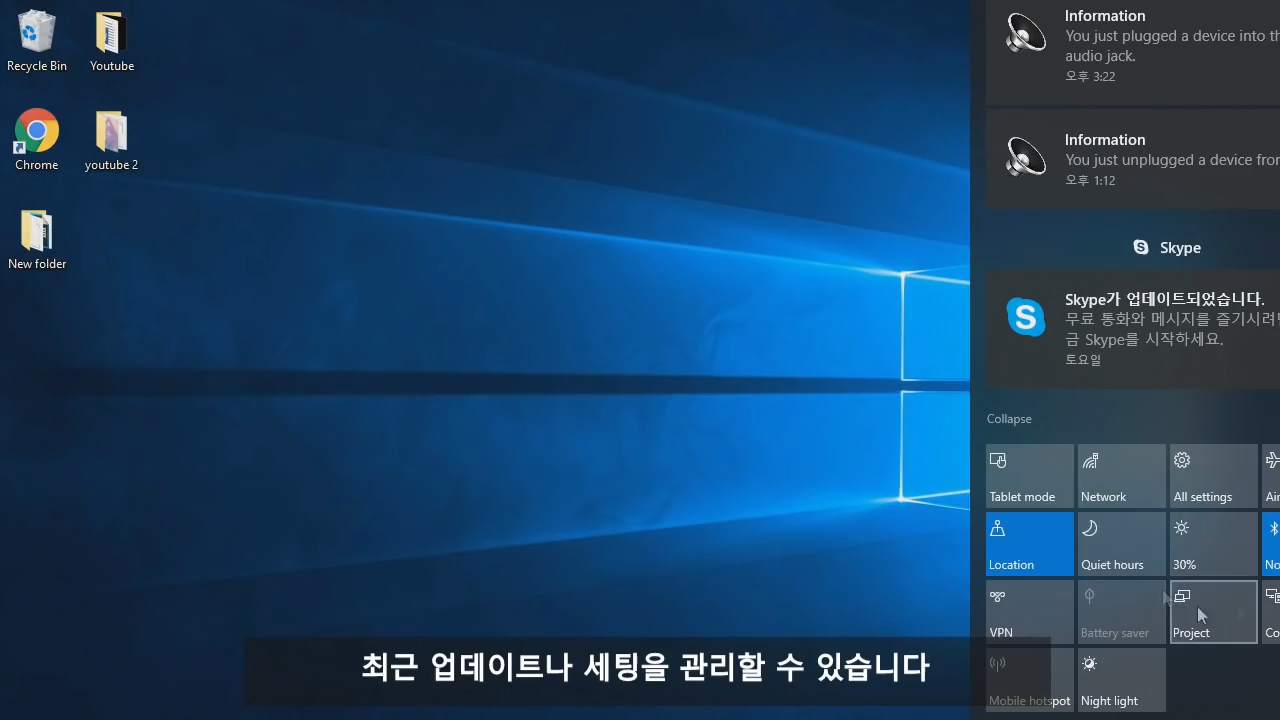 Recycle Bin
Youtube
Chrome
youtube 2
New folder
Information
You just plugged a device into th
audio jack.
오후 3:22
Information
You just unplugged a device fror
오후 1:12
Skype
Skype가 업데이트되었습니다.
무료 통화와 메시지를 즐기시려
금 Skype를 시작하세요.
토요일
Collapse
Tablet mode
Network
All settings
Air
Location
Quiet hours
30%
No
VPN
Battery saver
Project
Co
Mobile hotspot
Night light
최근 업데이트나 세팅을 관리할 수 있습니다